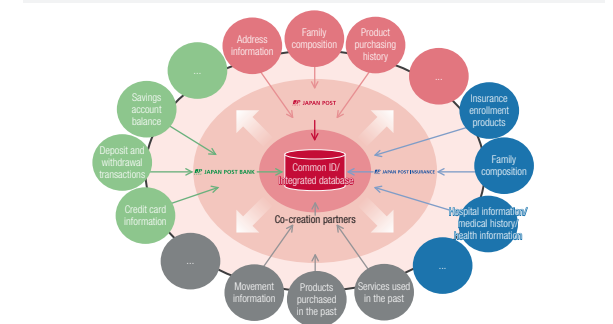 Address
information
Family
composition
Product
purchasing
history
...
...
Savings
account
balance
JAPAN POST
Insurance
enrollment
products
Deposit and
withdrawal
transactions
JAPAN POST BANK
Common ID/
Integrated database
JAPAN POST INSURANCE
Family
composition
Credit card
information
Co-creation partners
Hospital information/
medical history/
health information
...
...
Movement
information
Products
purchased
in the past
Services used
in the past